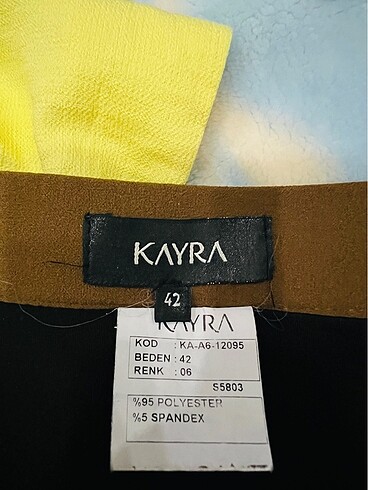 KAYRA
42
KAYRA
KOD : KA-A6-12095
BEDEN : 42
RENK : 06
S5803
%95 POLYESTER
%5 SPANDEX